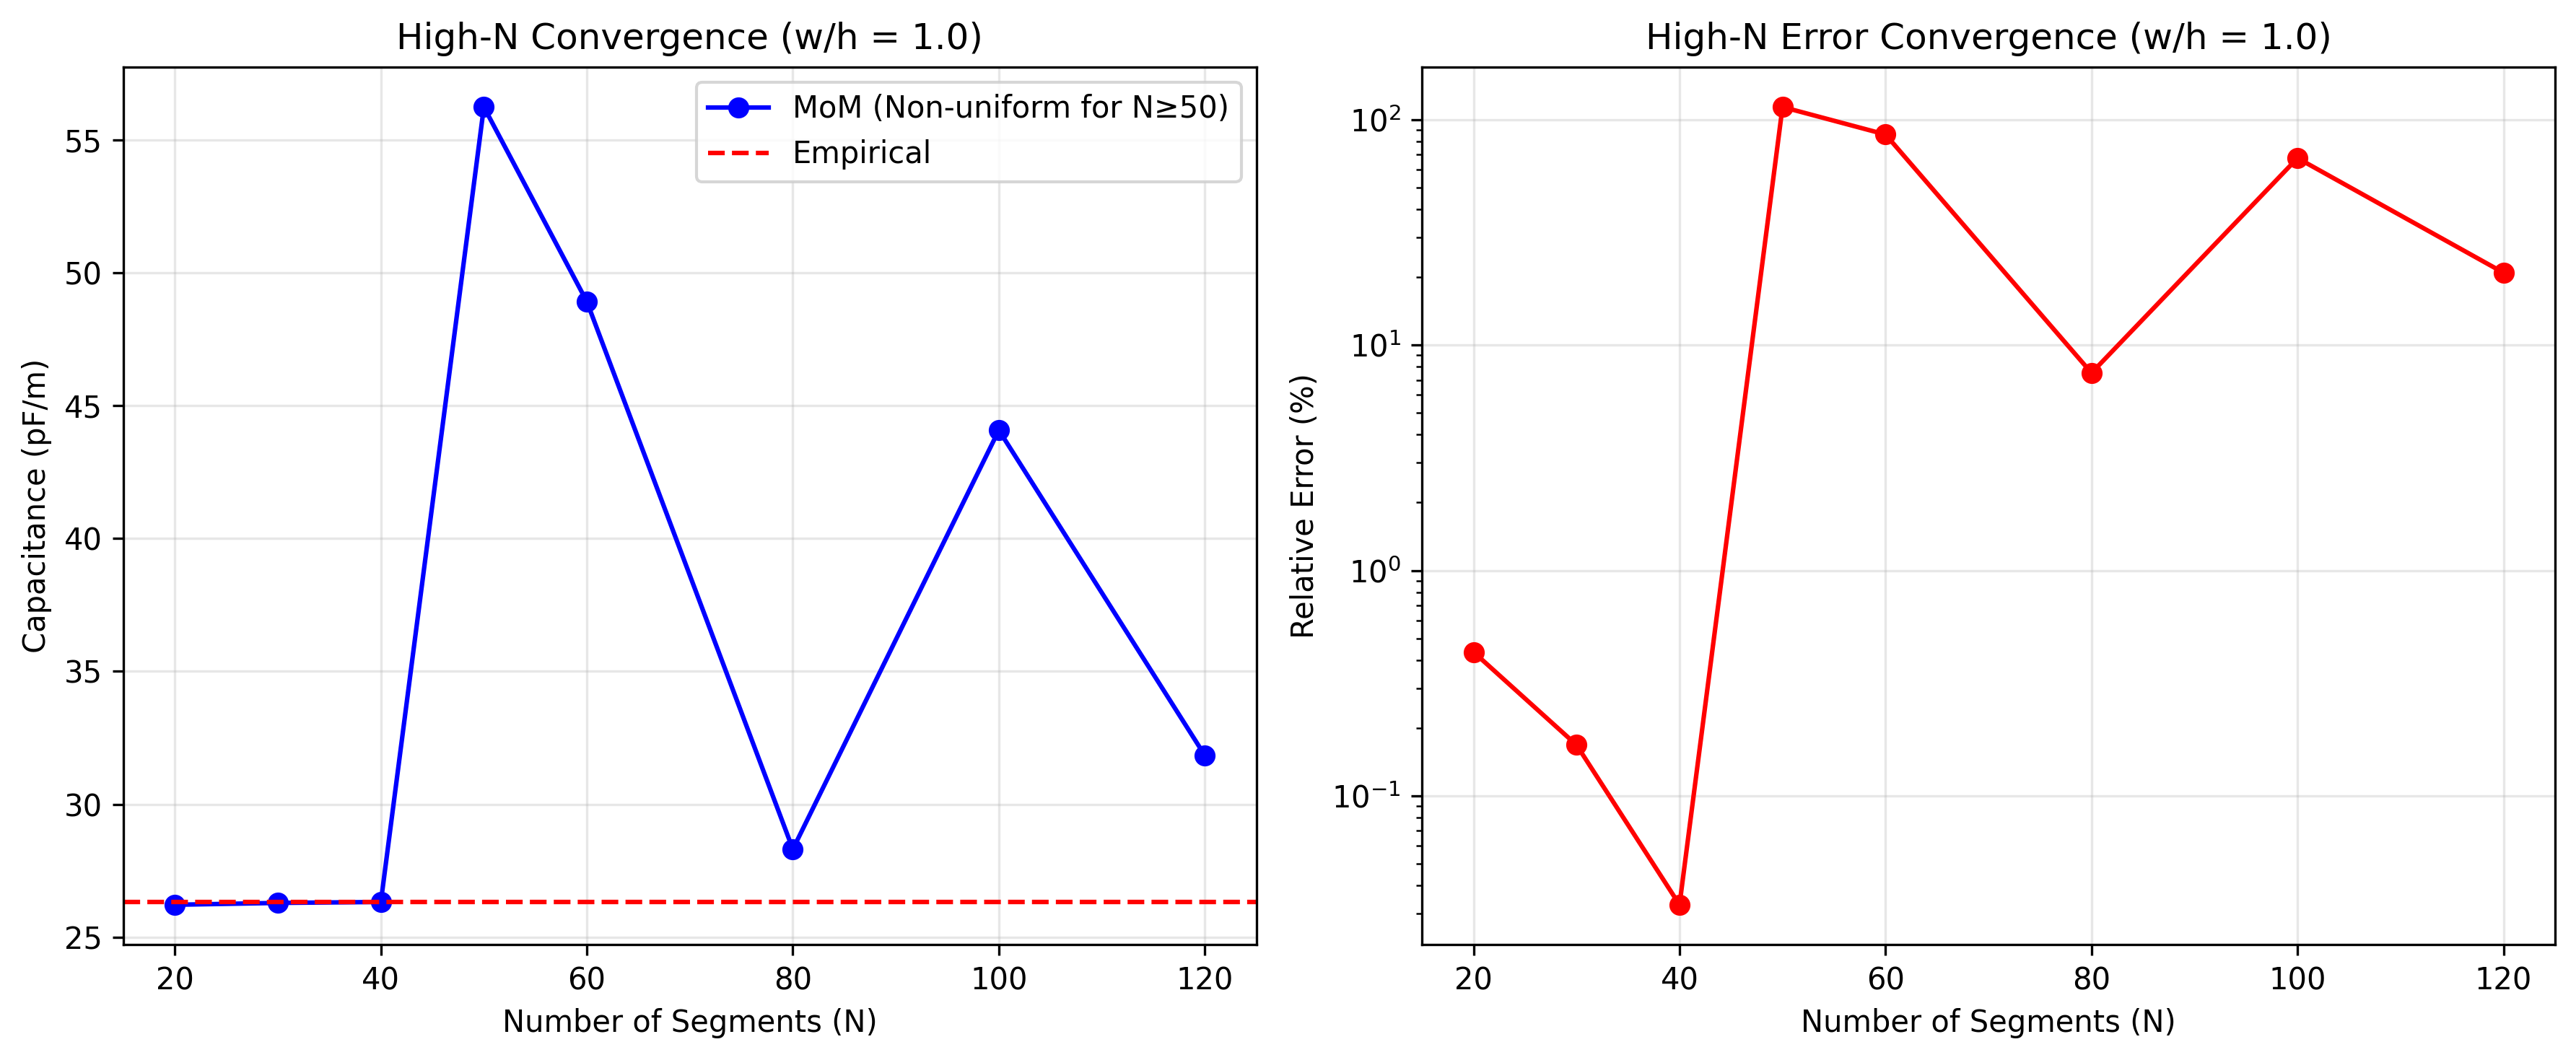 High-N Convergence (w/h = 1.0)
Capacitance (pF/m)
55
50
45
40
35
30
25
MoM (Non-uniform for N≥50)
Empirical
20 40 60 80 100 120
Number of Segments (N)
High-N Error Convergence (w/h = 1.0)
Relative Error (%)
10²
10¹
10⁰
10⁻¹
20 40 60 80 100 120
Number of Segments (N)